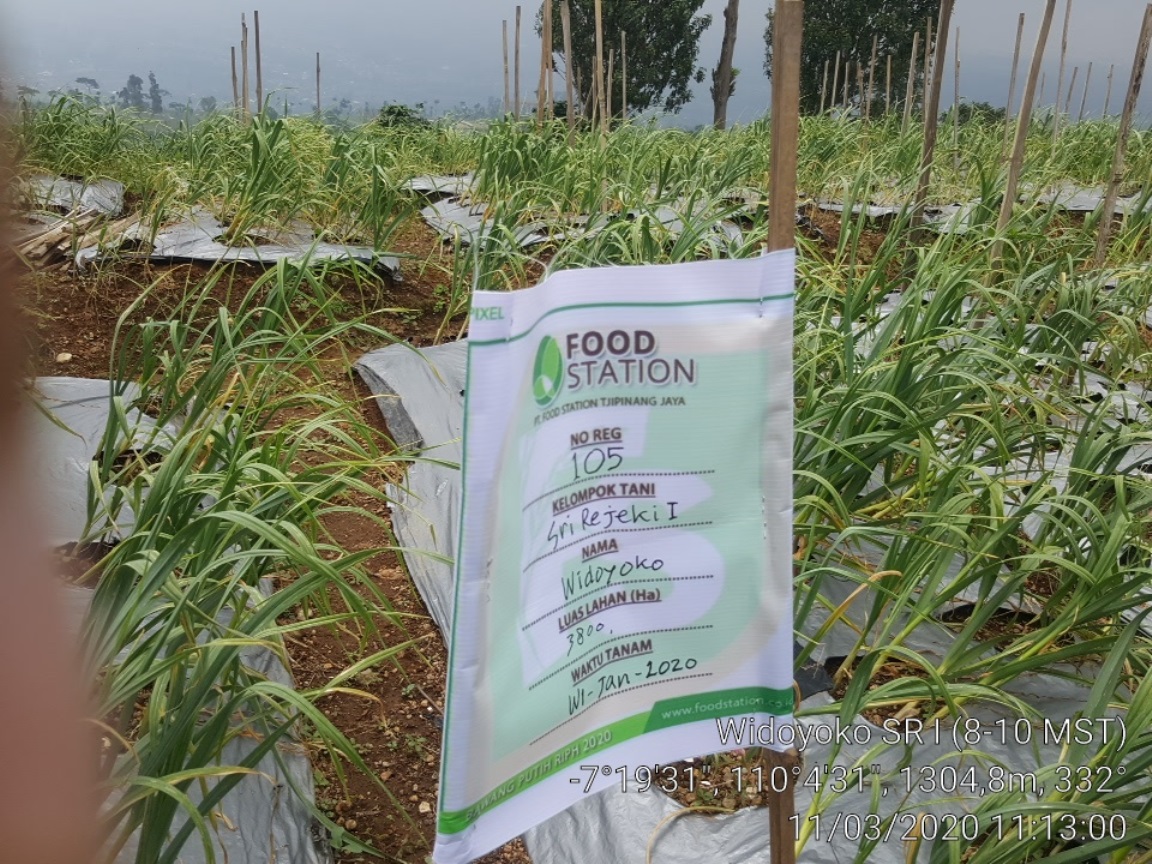 PIXEL
FOOD
STATION
PT. FOOD STATION TJIPINANG JAYA
NO REG
105
KELOMPOK TANI
Sri Rejeki I
NAMA
Widoyoko
LUAS LAHAN (Ha)
3800,
WAKTU TANAM
WI-Jan-2020
www.foodstation.co.id
BAWANG PUTIH RIPH 2020
Widoyoko SR I (8-10 MST)
-7°19'31", 110°4'31", 1304,8m, 332°
11/03/2020 11:13:00